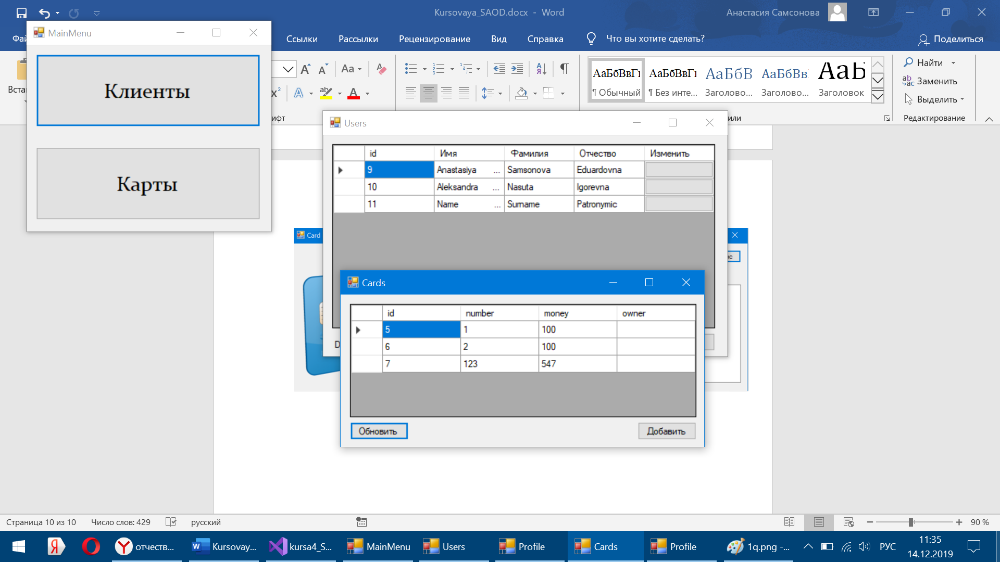 Kursovaya_SAOD.docx - Word
Анастасия Самсонова
Ссылки Рассылки Рецензирование Вид Справка Что вы хотите сделать? Поделиться
MainMenu
Клиенты
Карты
Aa
АаБбВвГг АаБбВвГг АаБбВ АаБбВв АаБ
¶ Обычный ¶ Без инте... Заголово... Заголово... Заголовок
Найти
Заменить
Выделить
Редактирование
Users
id Имя Фамилия Отчество Изменить
9 Anastasiya ... Samsonova Eduardovna
10 Aleksandra ... Nasuta Igorevna
11 Name ... Surname Patronymic
Card
Cards
id number money owner
5 1 100
6 2 100
7 123 547
Обновить Добавить
Страница 10 из 10 Число слов: 429 русский 90 %
отчеств... Kursovay... kursa4_S... MainMenu Users Profile Cards Profile 1q.png -... РУС
11:35
14.12.2019